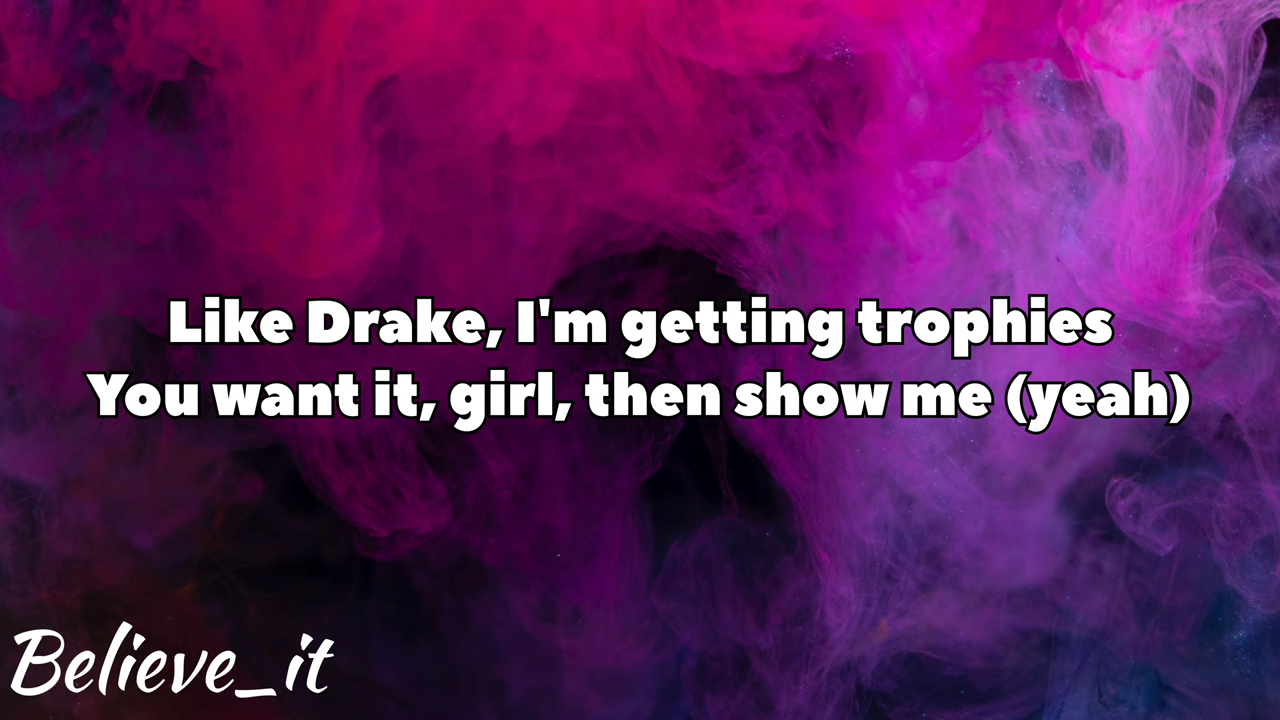 Like Drake, I'm getting trophies
You want it, girl, then show me (yeah)
Believe_it